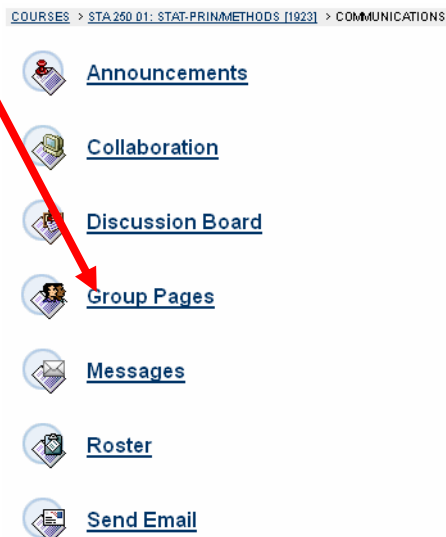 COURSES > STA 250 01: STAT-PRIN/METHODS [1923] > COMMUNICATIONS
Announcements
Collaboration
Discussion Board
Group Pages
Messages
Roster
Send Email